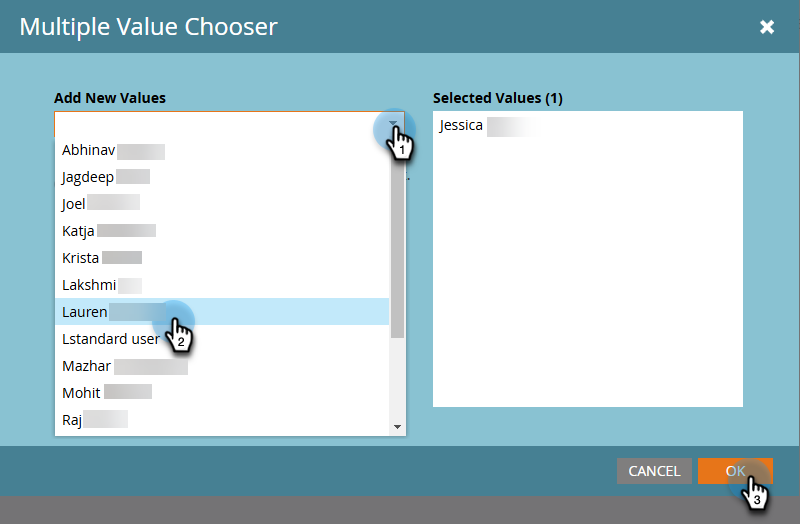 Multiple Value Chooser
Add New Values
Selected Values (1)
1
Jessica
Abhinav
Jagdeep
Joel
Katja
Krista
Lakshmi
Lauren
2
Lstandard user
Mazhar
Mohit
Raj
CANCEL
OK
3